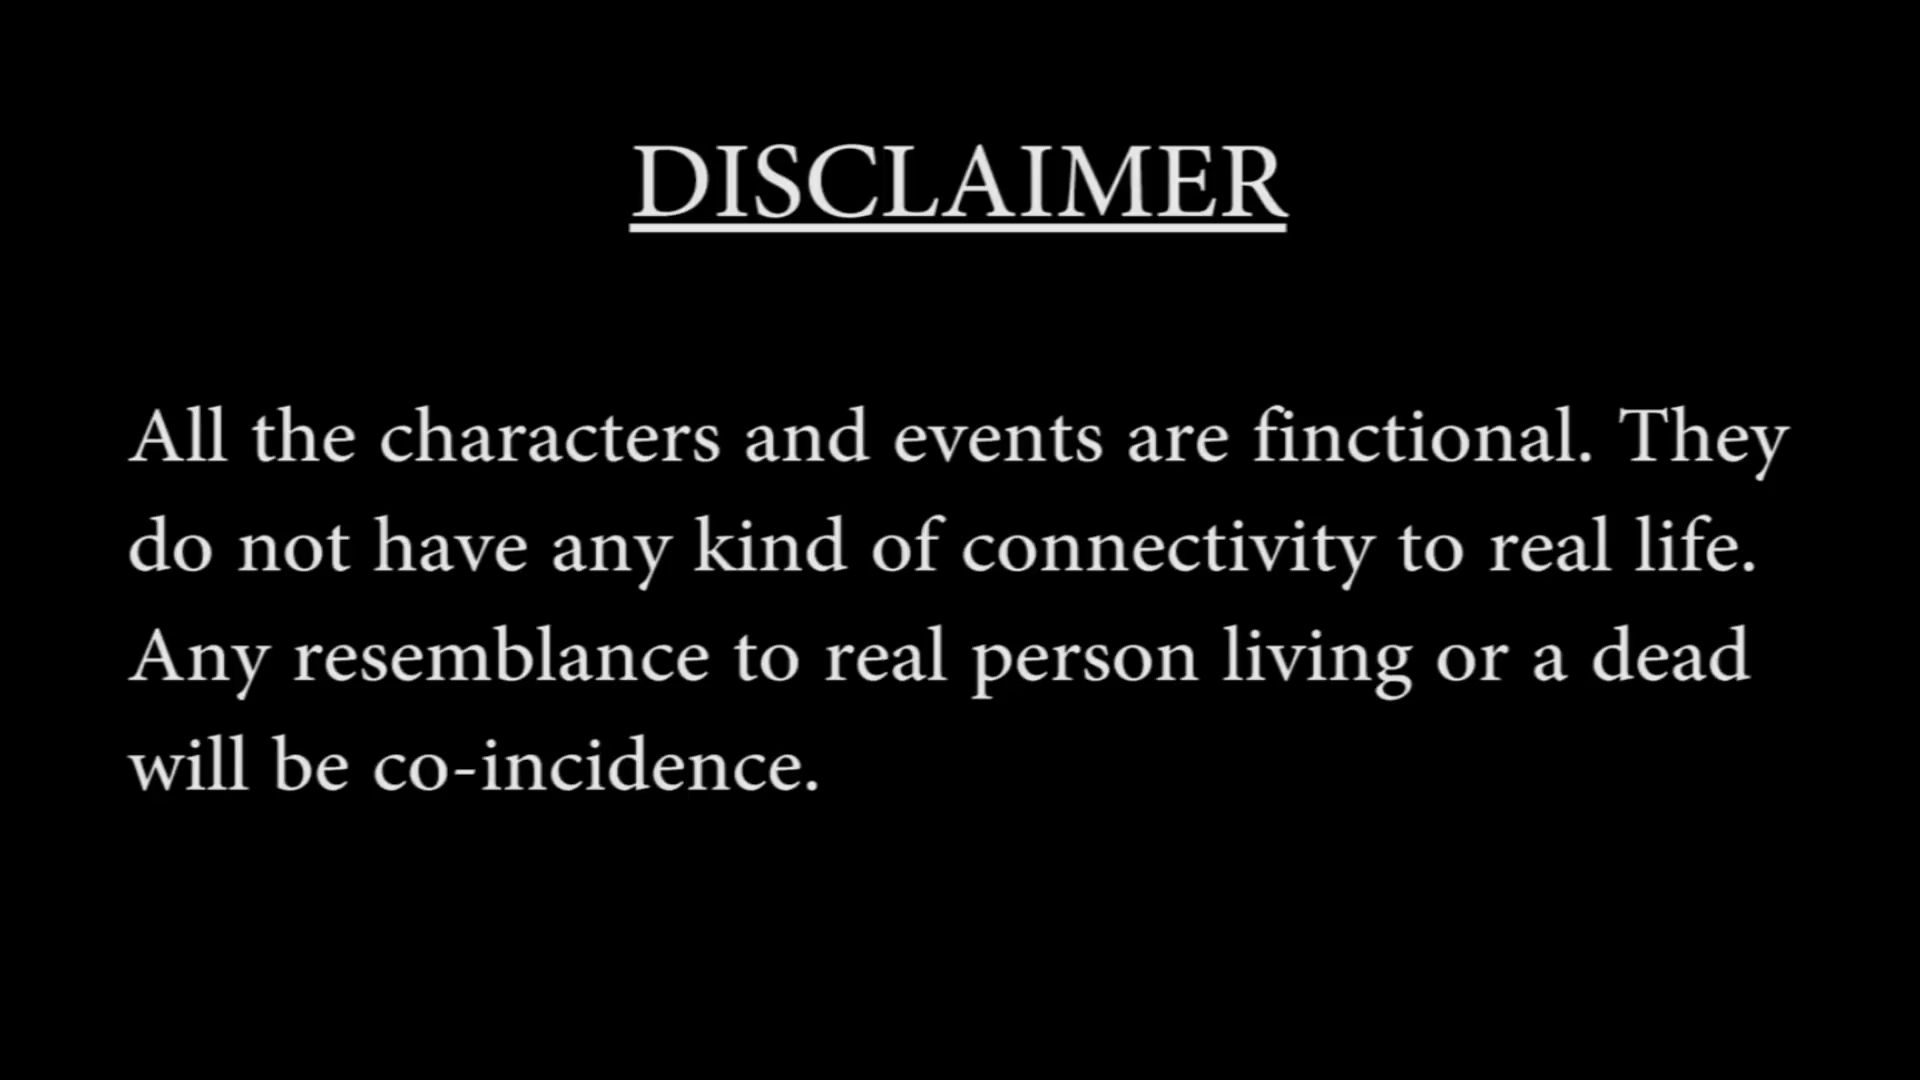 DISCLAIMER
All the characters and events are finctional. They
do not have any kind of connectivity to real life.
Any resemblance to real person living or a dead
will be co-incidence.